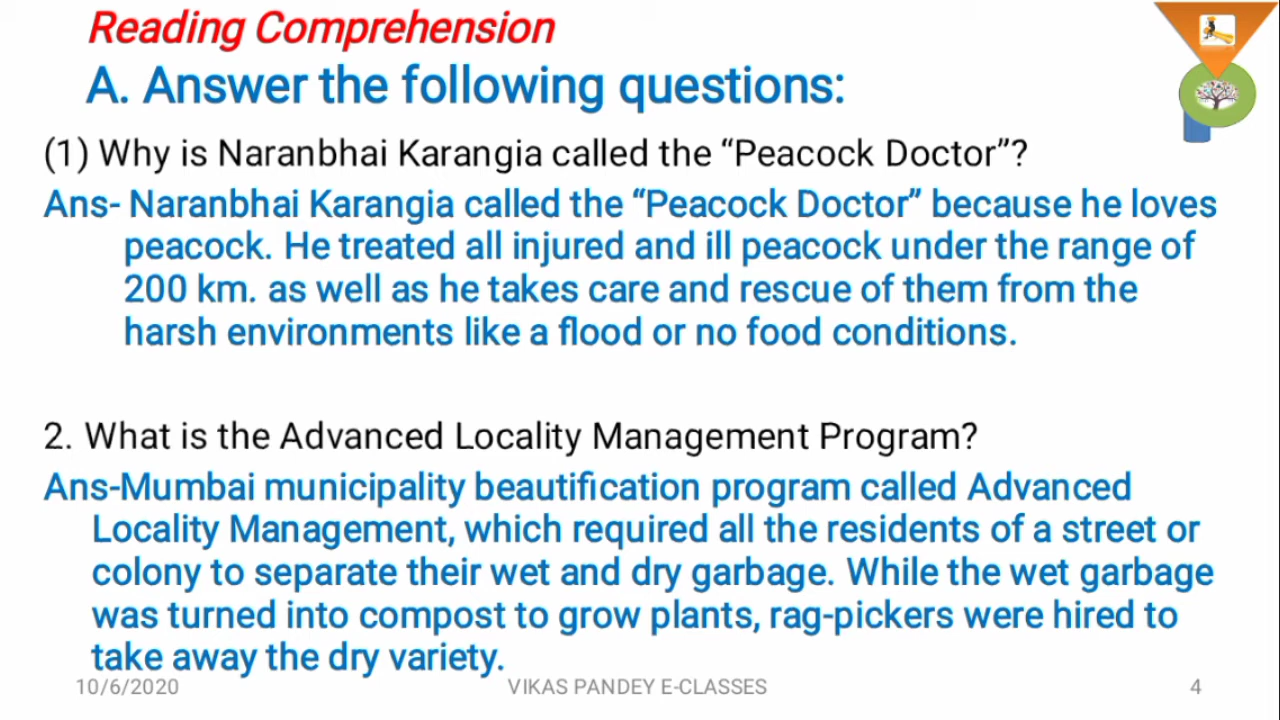 Reading Comprehension
A. Answer the following questions:
(1) Why is Naranbhai Karangia called the “Peacock Doctor”?
Ans- Naranbhai Karangia called the “Peacock Doctor” because he loves
peacock. He treated all injured and ill peacock under the range of
200 km. as well as he takes care and rescue of them from the
harsh environments like a flood or no food conditions.
2. What is the Advanced Locality Management Program?
Ans-Mumbai municipality beautification program called Advanced
Locality Management, which required all the residents of a street or
colony to separate their wet and dry garbage. While the wet garbage
was turned into compost to grow plants, rag-pickers were hired to
take away the dry variety.
10/6/2020 VIKAS PANDEY E-CLASSES 4